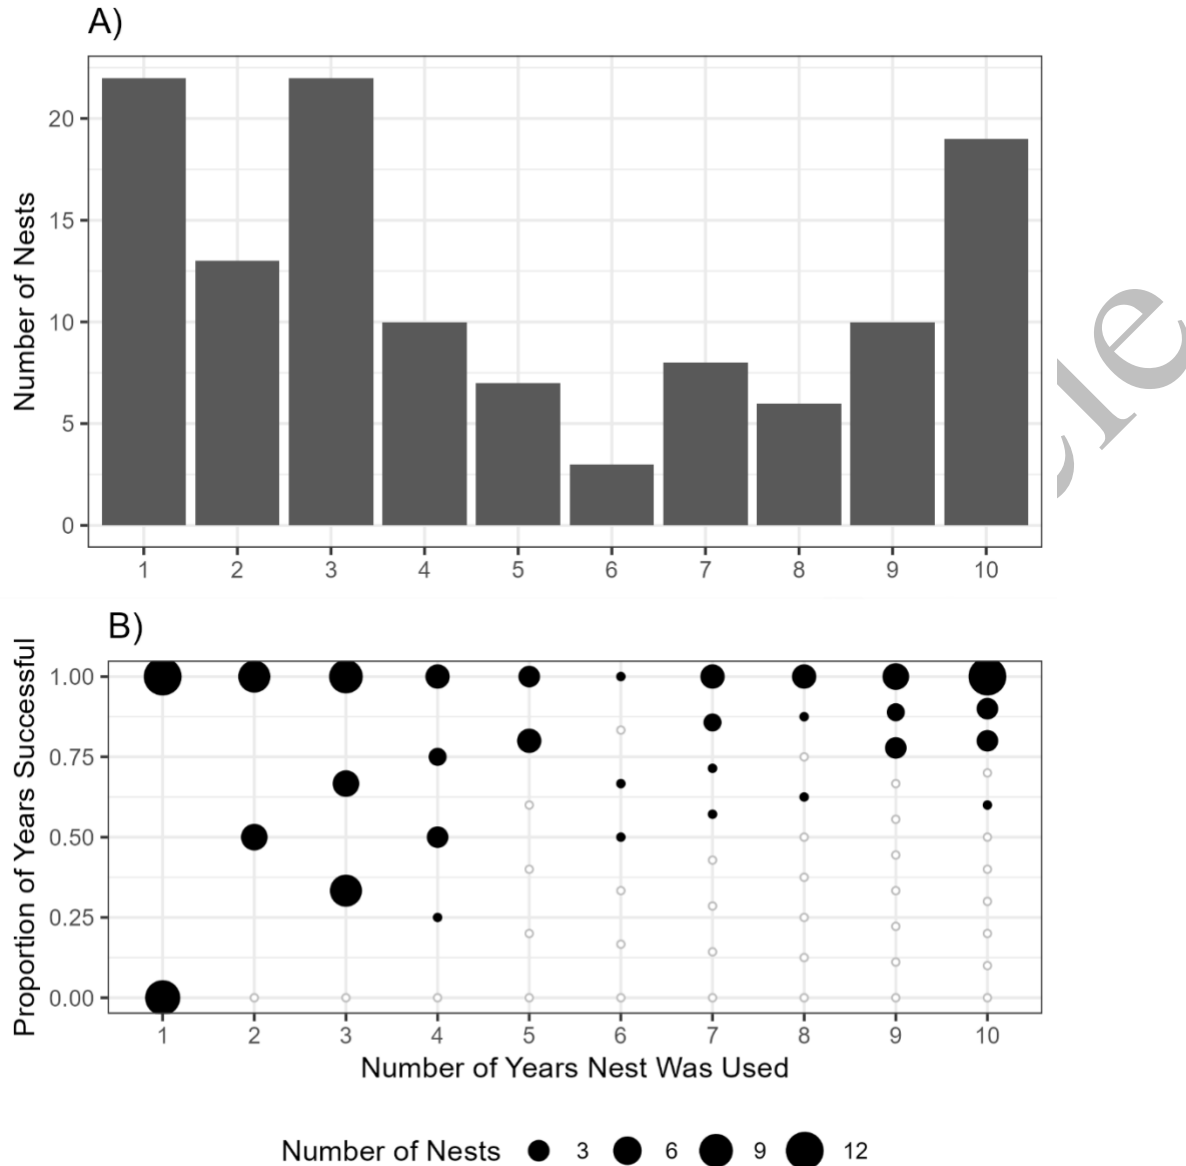 A)
Number of Nests
20
15
10
5
0
1 2 3 4 5 6 7 8 9 10
B)
Proportion of Years Successful
1.00
0.75
0.50
0.25
0.00
1 2 3 4 5 6 7 8 9 10
Number of Years Nest Was Used
Number of Nests 3 6 9 12